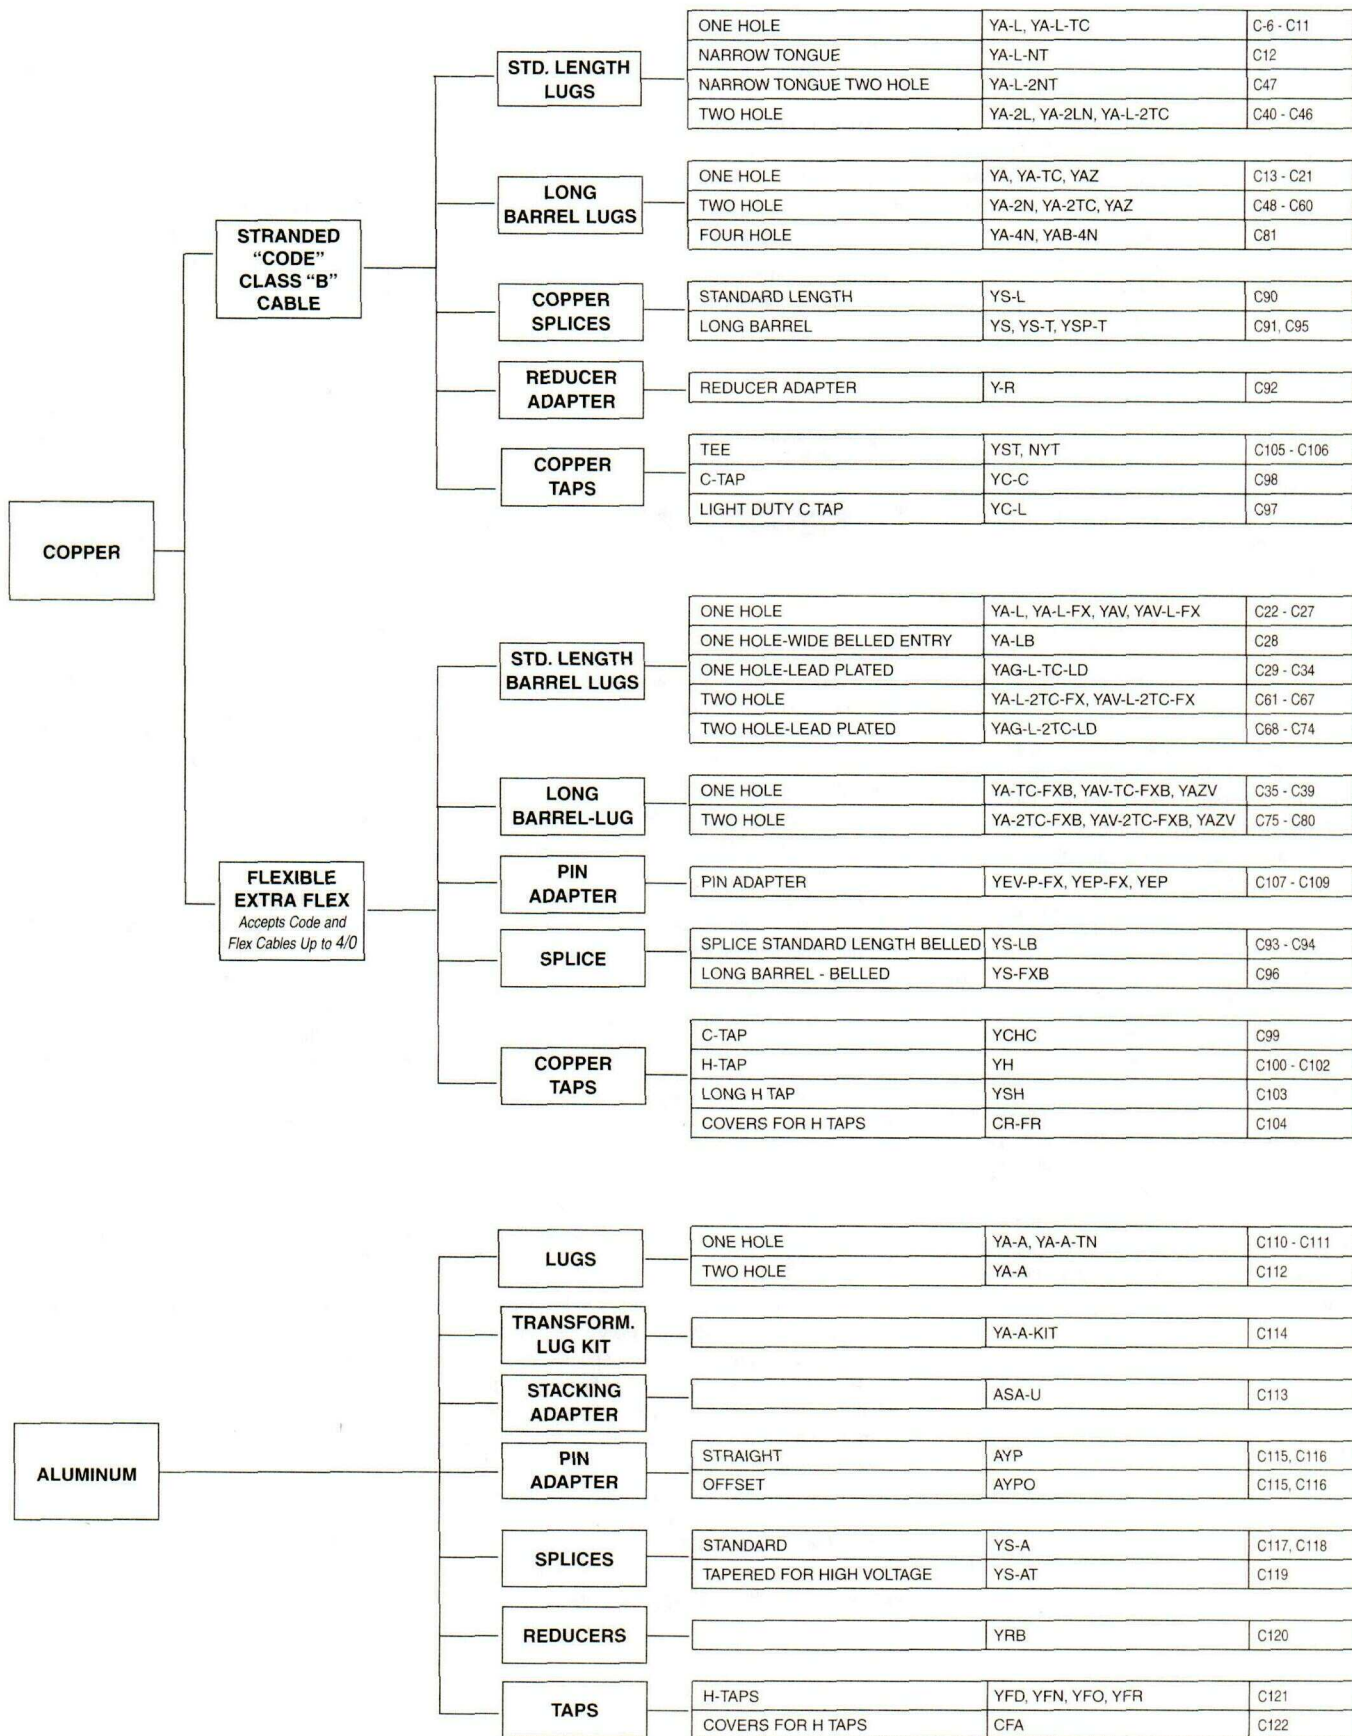 COPPER
STRANDED
“CODE”
CLASS “B”
CABLE
STD. LENGTH
LUGS
ONE HOLE YA-L, YA-L-TC C-6 - C11
NARROW TONGUE YA-L-NT C12
NARROW TONGUE TWO HOLE YA-L-2NT C47
TWO HOLE YA-2L, YA-2LN, YA-L-2TC C40 - C46
LONG
BARREL LUGS
ONE HOLE YA, YA-TC, YAZ C13 - C21
TWO HOLE YA-2N, YA-2TC, YAZ C48 - C60
FOUR HOLE YA-4N, YAB-4N C81
COPPER
SPLICES
STANDARD LENGTH YS-L C90
LONG BARREL YS, YS-T, YSP-T C91, C95
REDUCER
ADAPTER
REDUCER ADAPTER Y-R C92
COPPER
TAPS
TEE YST, NYT C105 - C106
C-TAP YC-C C98
LIGHT DUTY C TAP YC-L C97
FLEXIBLE
EXTRA FLEX
Accepts Code and
Flex Cables Up to 4/0
STD. LENGTH
BARREL LUGS
ONE HOLE YA-L, YA-L-FX, YAV, YAV-L-FX C22 - C27
ONE HOLE-WIDE BELLED ENTRY YA-LB C28
ONE HOLE-LEAD PLATED YAG-L-TC-LD C29 - C34
TWO HOLE YA-L-2TC-FX, YAV-L-2TC-FX C61 - C67
TWO HOLE-LEAD PLATED YAG-L-2TC-LD C68 - C74
LONG
BARREL-LUG
ONE HOLE YA-TC-FXB, YAV-TC-FXB, YAZV C35 - C39
TWO HOLE YA-2TC-FXB, YAV-2TC-FXB, YAZV C75 - C80
PIN
ADAPTER
PIN ADAPTER YEV-P-FX, YEP-FX, YEP C107 - C109
SPLICE
SPLICE STANDARD LENGTH BELLED YS-LB C93 - C94
LONG BARREL - BELLED YS-FXB C96
COPPER
TAPS
C-TAP YCHC C99
H-TAP YH C100 - C102
LONG H TAP YSH C103
COVERS FOR H TAPS CR-FR C104
ALUMINUM
LUGS
ONE HOLE YA-A, YA-A-TN C110 - C111
TWO HOLE YA-A C112
TRANSFORM.
LUG KIT
YA-A-KIT C114
STACKING
ADAPTER
ASA-U C113
PIN
ADAPTER
STRAIGHT AYP C115, C116
OFFSET AYPO C115, C116
SPLICES
STANDARD YS-A C117, C118
TAPERED FOR HIGH VOLTAGE YS-AT C119
REDUCERS
YRB C120
TAPS
H-TAPS YFD, YFN, YFO, YFR C121
COVERS FOR H TAPS CFA C122